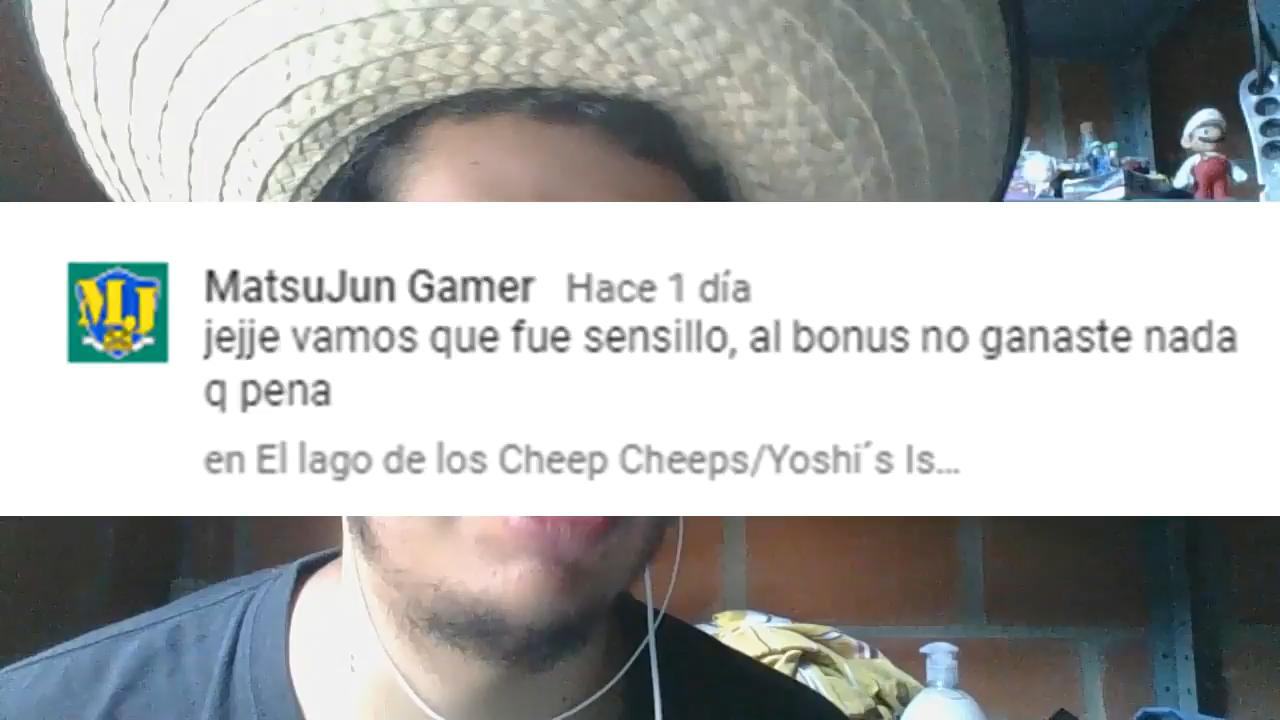 MJ
MatsuJun Gamer Hace 1 día
jejje vamos que fue sensillo, al bonus no ganaste nada
q pena
en El lago de los Cheep Cheeps/Yoshi´s Is...